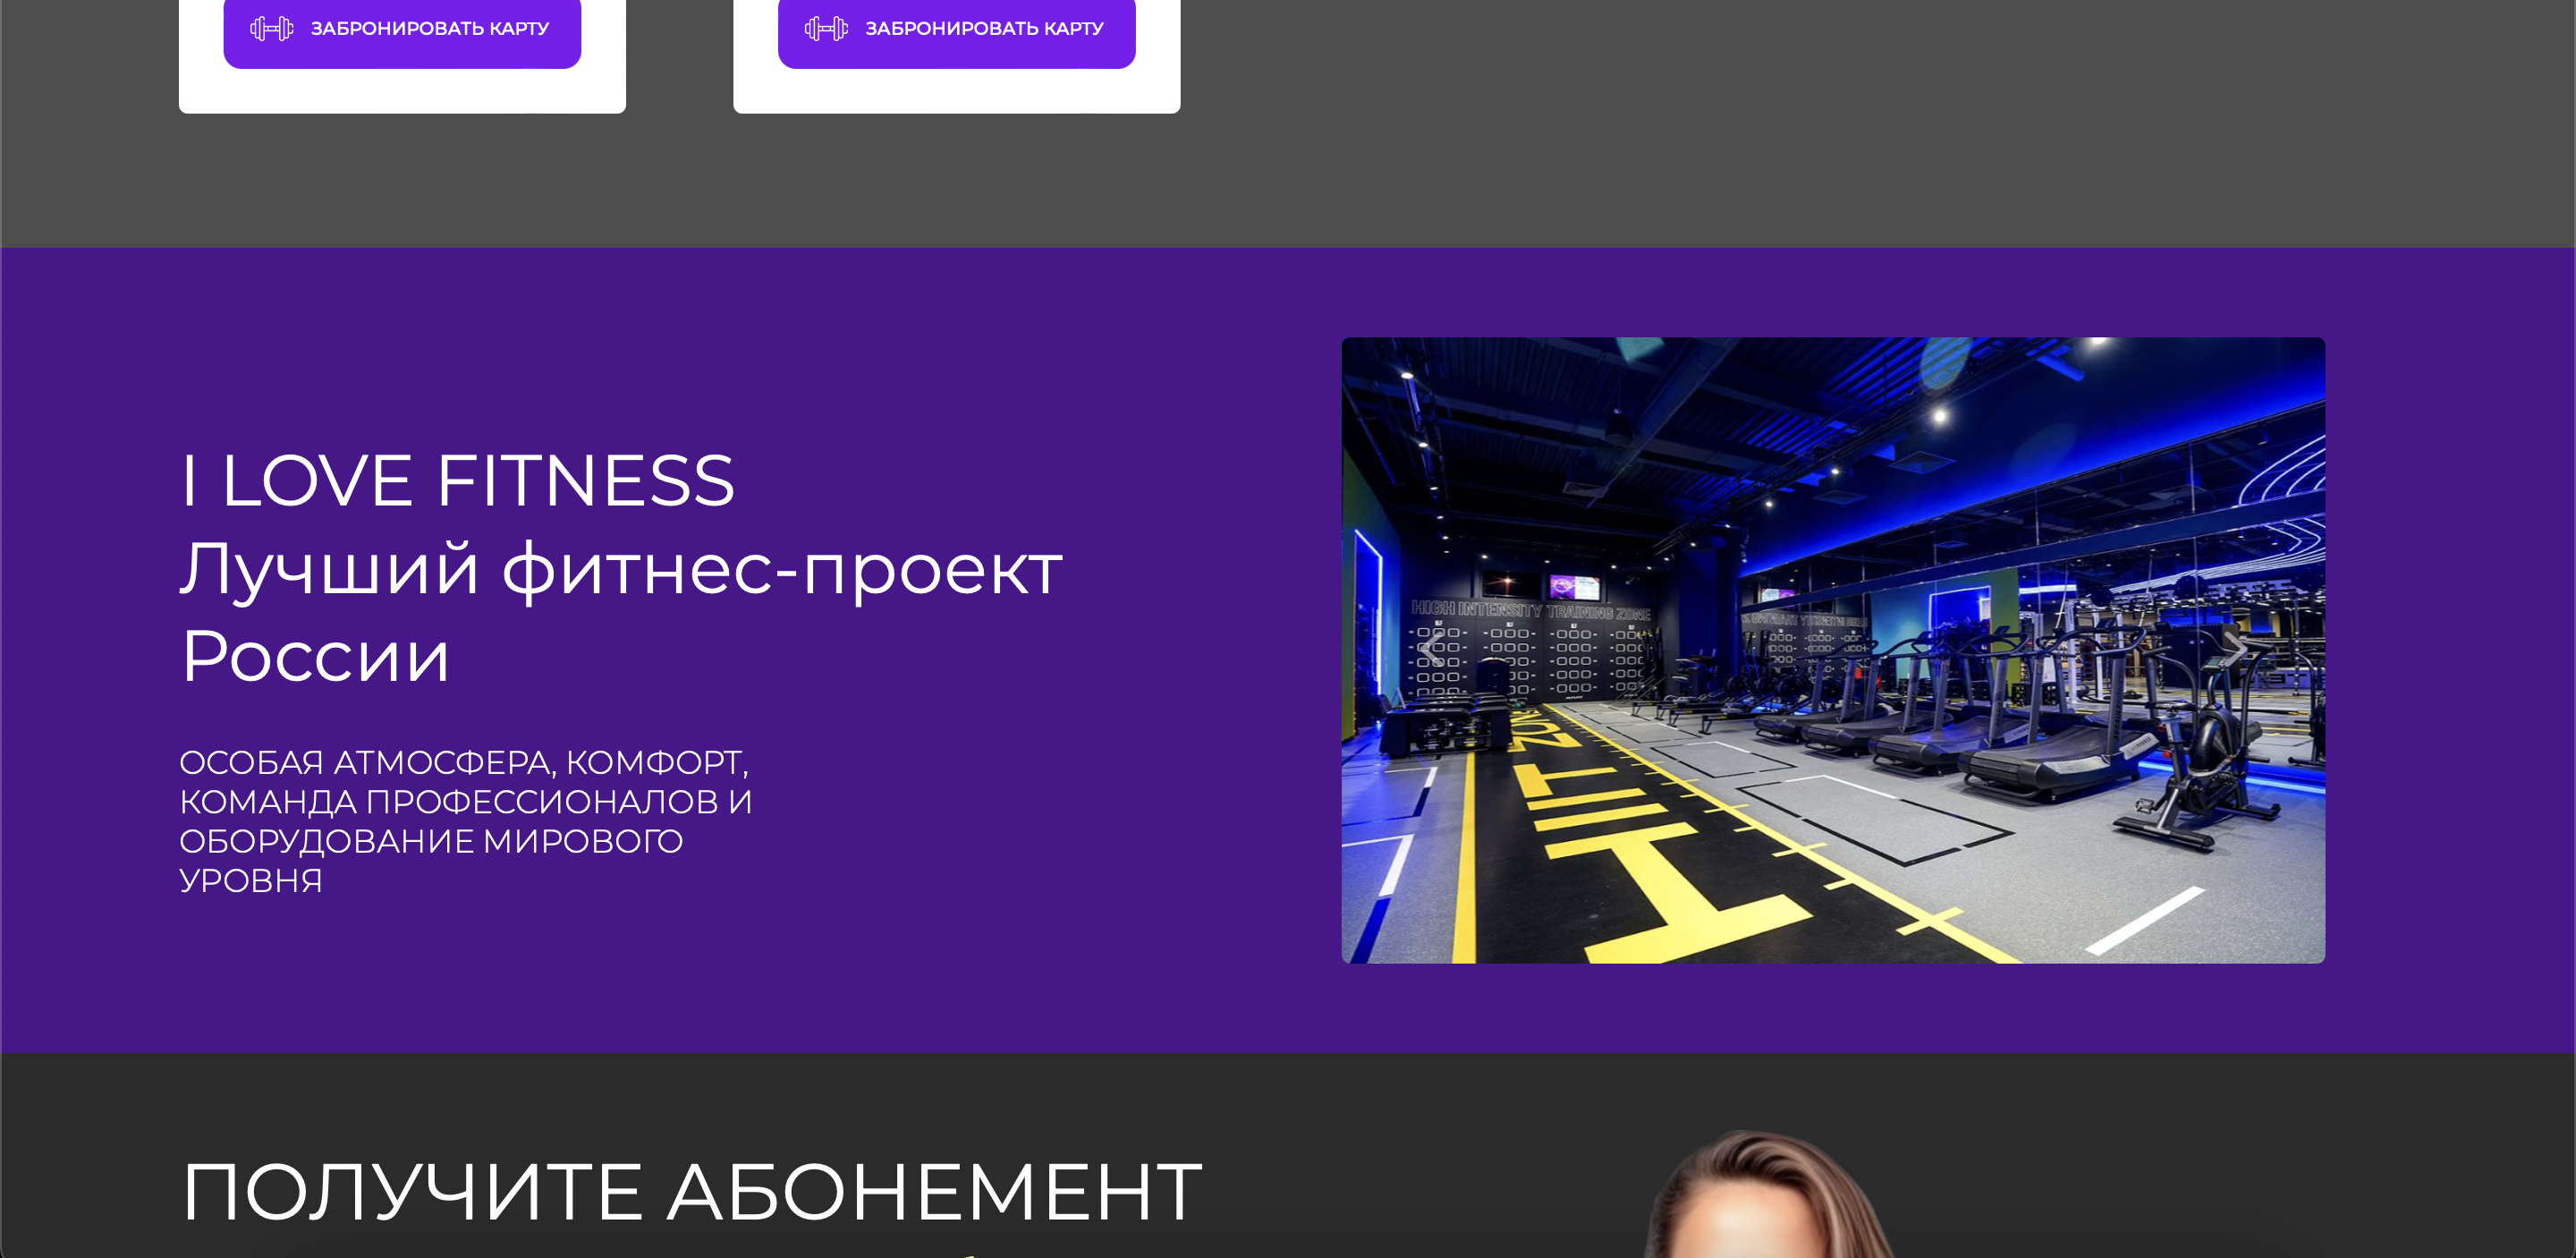 ЗАБРОНИРОВАТЬ КАРТУ
ЗАБРОНИРОВАТЬ КАРТУ
I LOVE FITNESS
Лучший фитнес-проект
России
ОСОБАЯ АТМОСФЕРА, КОМФОРТ,
КОМАНДА ПРОФЕССИОНАЛОВ И
ОБОРУДОВАНИЕ МИРОВОГО
УРОВНЯ
HIGH INTENSITY TRAINING ZONE
HIIT ZONE
ПОЛУЧИТЕ АБОНЕМЕНТ